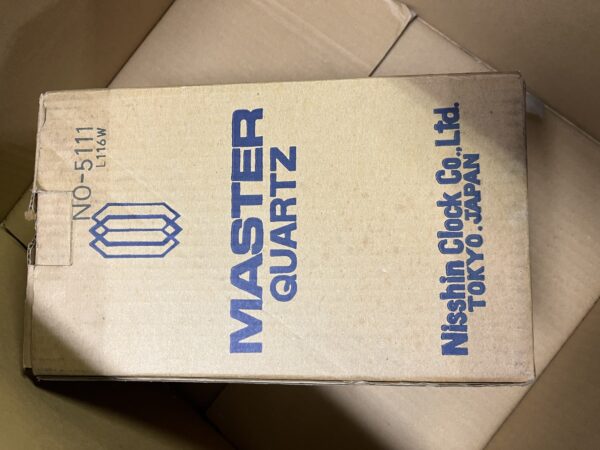 NO-5111
L116W
MASTER
QUARTZ
Nisshin Clock Co.,Ltd.
TOKYO.JAPAN